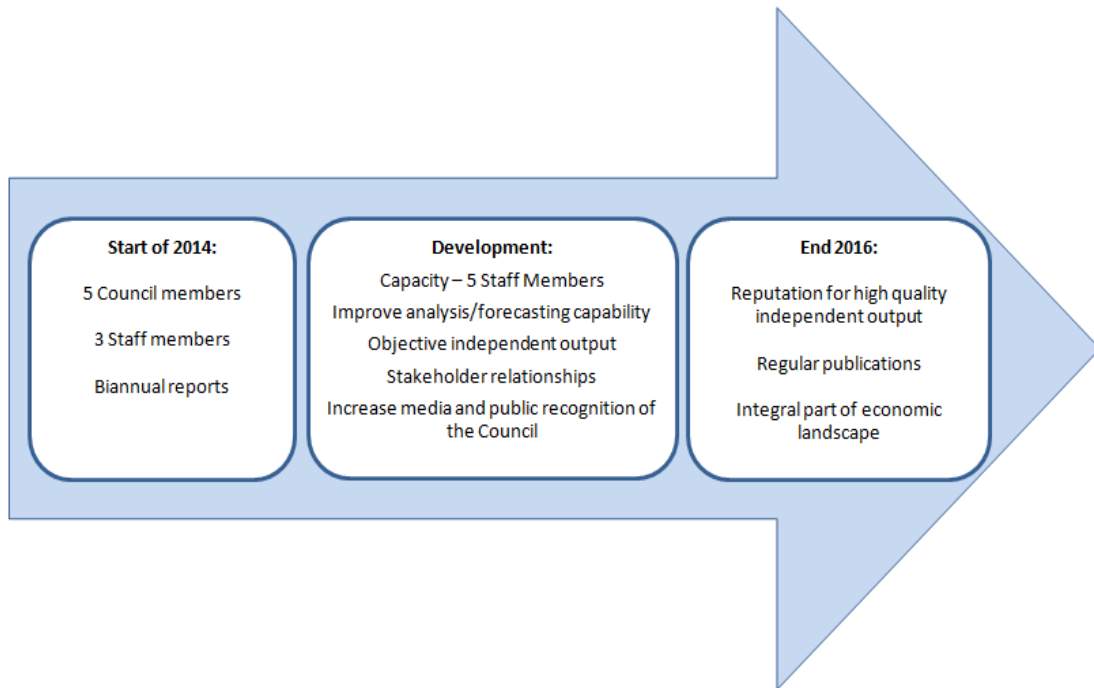 Start of 2014:
5 Council members
3 Staff members
Biannual reports
Development:
Capacity – 5 Staff Members
Improve analysis/forecasting capability
Objective independent output
Stakeholder relationships
Increase media and public recognition of
the Council
End 2016:
Reputation for high quality
independent output
Regular publications
Integral part of economic
landscape